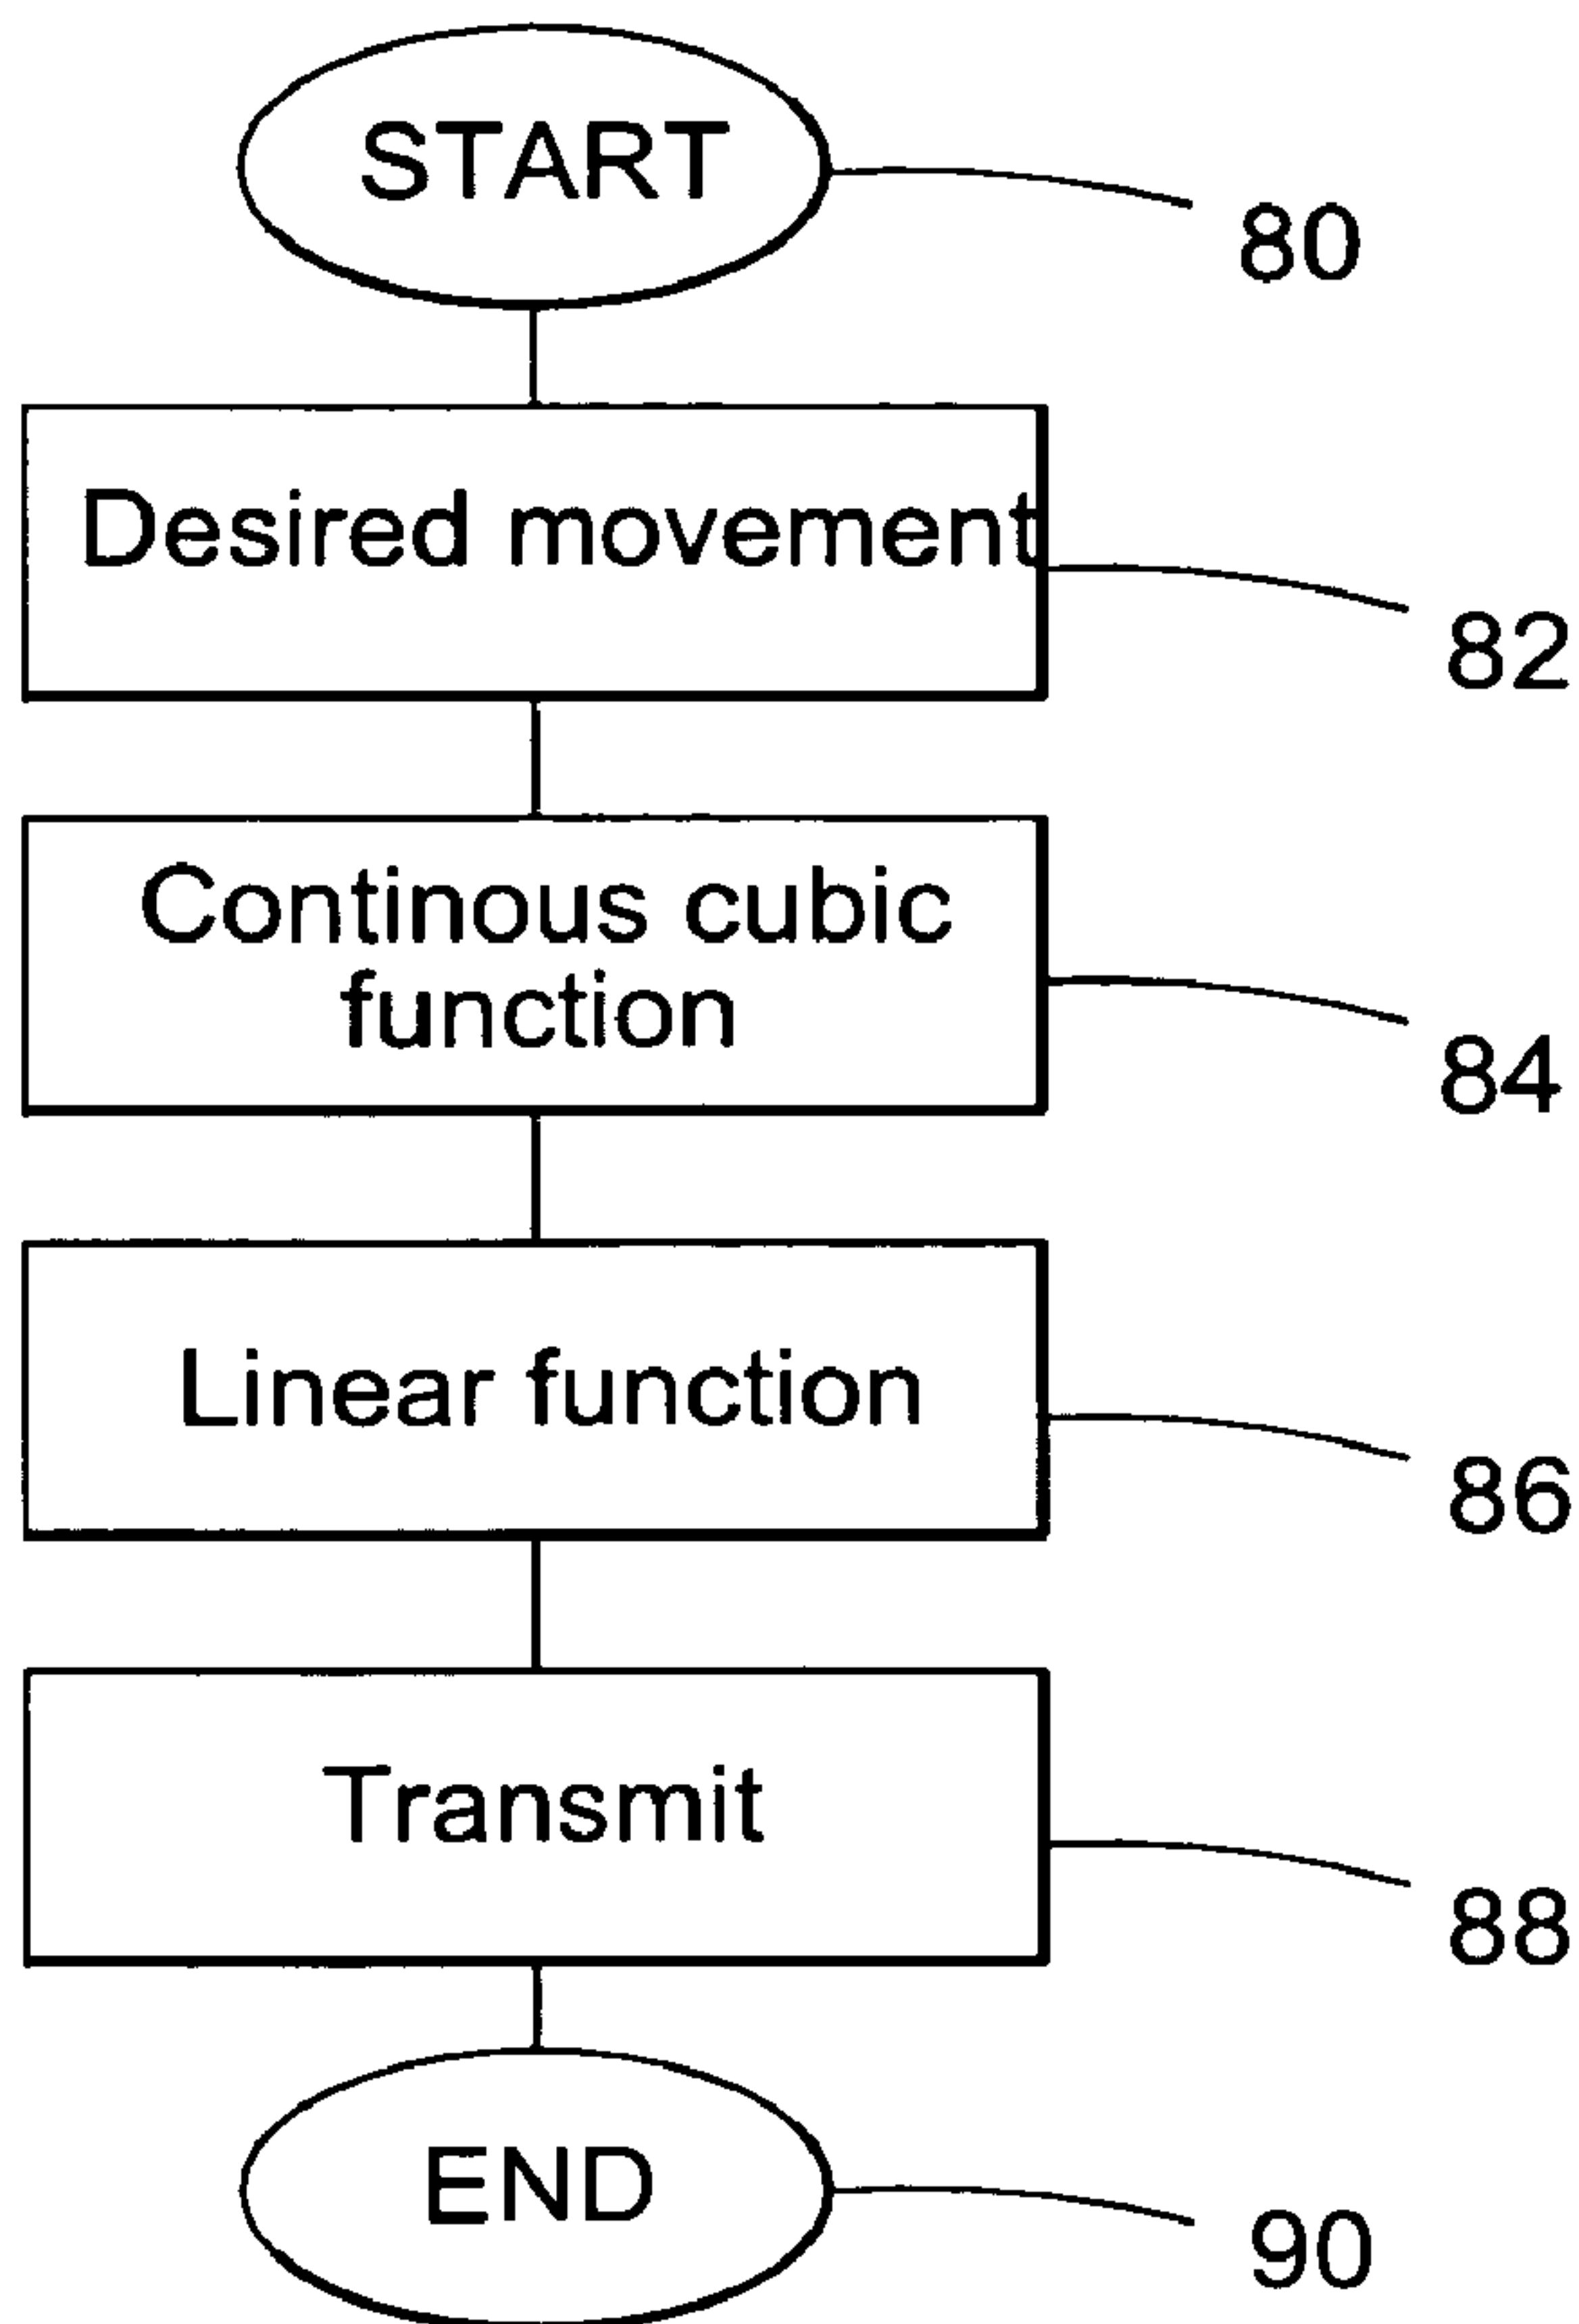 START
80
Desired movement
82
Continous cubic
function
84
Linear function
86
Transmit
88
END
90